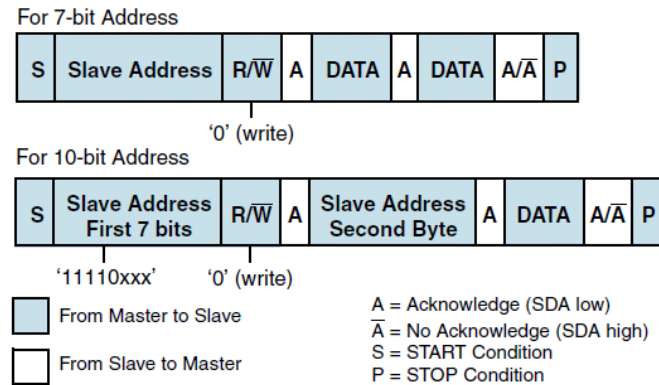 For 7-bit Address
S Slave Address R/W̅ A DATA A DATA A/A̅ P
‘0’ (write)
For 10-bit Address
S Slave Address First 7 bits R/W̅ A Slave Address Second Byte A DATA A/A̅ P
‘11110xxx’ ‘0’ (write)
From Master to Slave
From Slave to Master
A = Acknowledge (SDA low)
A̅ = No Acknowledge (SDA high)
S = START Condition
P = STOP Condition